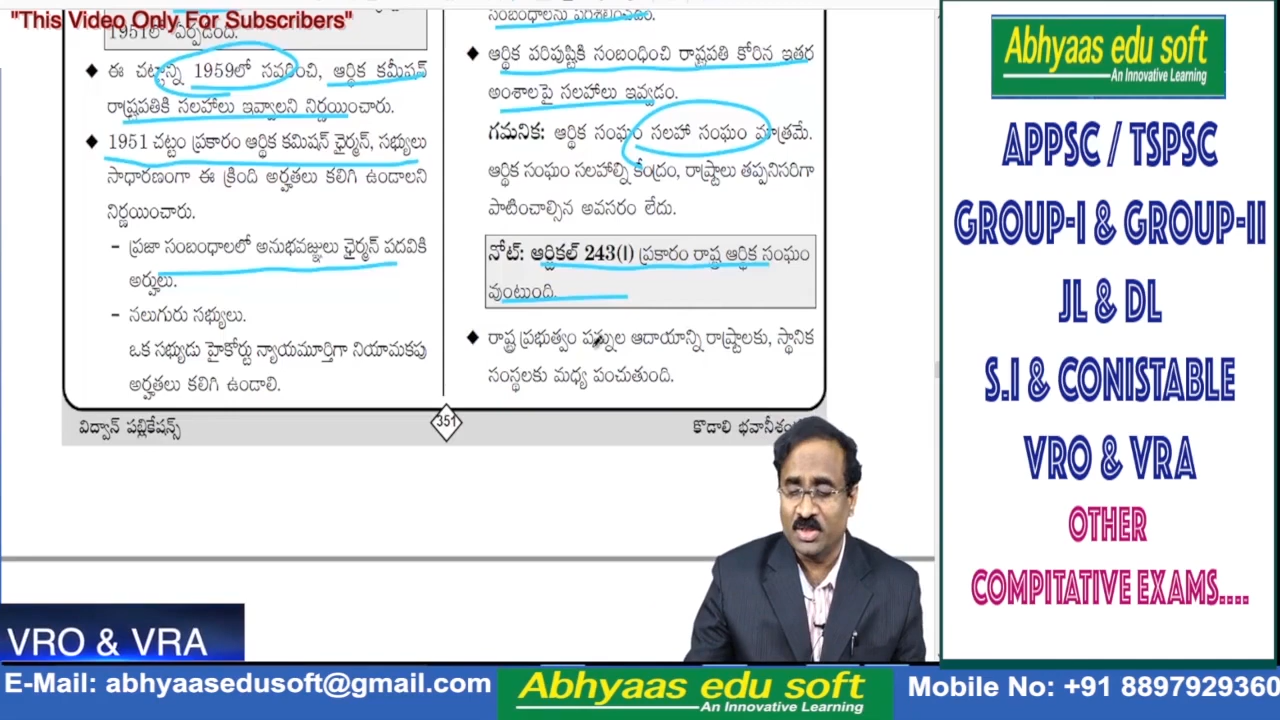 "This Video Only For Subscribers"
1951లో ఏర్పడింది.
◆ ఈ చట్టాన్ని 1959లో సవరించి, ఆర్థిక కమీషన్
రాష్ట్రపతికి సలహాలు ఇవ్వాలని నిర్ణయించారు.
◆ 1951 చట్టం ప్రకారం ఆర్థిక కమిషన్ ఛైర్మన్, సభ్యులు
సాధారణంగా ఈ క్రింది అర్హతలు కలిగి ఉండాలని
నిర్ణయించారు.
– ప్రజా సంబంధాలలో అనుభవజ్ఞులు ఛైర్మన్ పదవికి
అర్హులు.
– నలుగురు సభ్యులు.
ఒక సభ్యుడు హైకోర్టు న్యాయమూర్తిగా నియామకపు
అర్హతలు కలిగి ఉండాలి.
సంబంధాలను పరిశీలించడం.
◆ ఆర్థిక పరిపుష్టికి సంబంధించి రాష్ట్రపతి కోరిన ఇతర
అంశాలపై సలహాలు ఇవ్వడం.
గమనిక: ఆర్థిక సంఘం సలహా సంఘం మాత్రమే.
ఆర్థిక సంఘం సలహాల్ని కేంద్రం, రాష్ట్రాలు తప్పనిసరిగా
పాటించాల్సిన అవసరం లేదు.
నోట్: ఆర్టికల్ 243(I) ప్రకారం రాష్ట్ర ఆర్థిక సంఘం
వుంటుంది.
◆ రాష్ట్ర ప్రభుత్వం పన్నుల ఆదాయాన్ని రాష్ట్రాలకు, స్థానిక
సంస్థలకు మధ్య పంచుతుంది.
విద్వాన్ పబ్లికేషన్స్
351
కొడాలి
Abhyaas edu soft
An Innovative Learning
APPSC / TSPSC
GROUP-I & GROUP-II
JL & DL
S.I & CONISTABLE
VRO & VRA
OTHER
COMPITATIVE EXAMS....
VRO & VRA
E-Mail: abhyaasedusoft@gmail.com
Abhyaas edu soft
An Innovative Learning
Mobile No: +91 8897929360